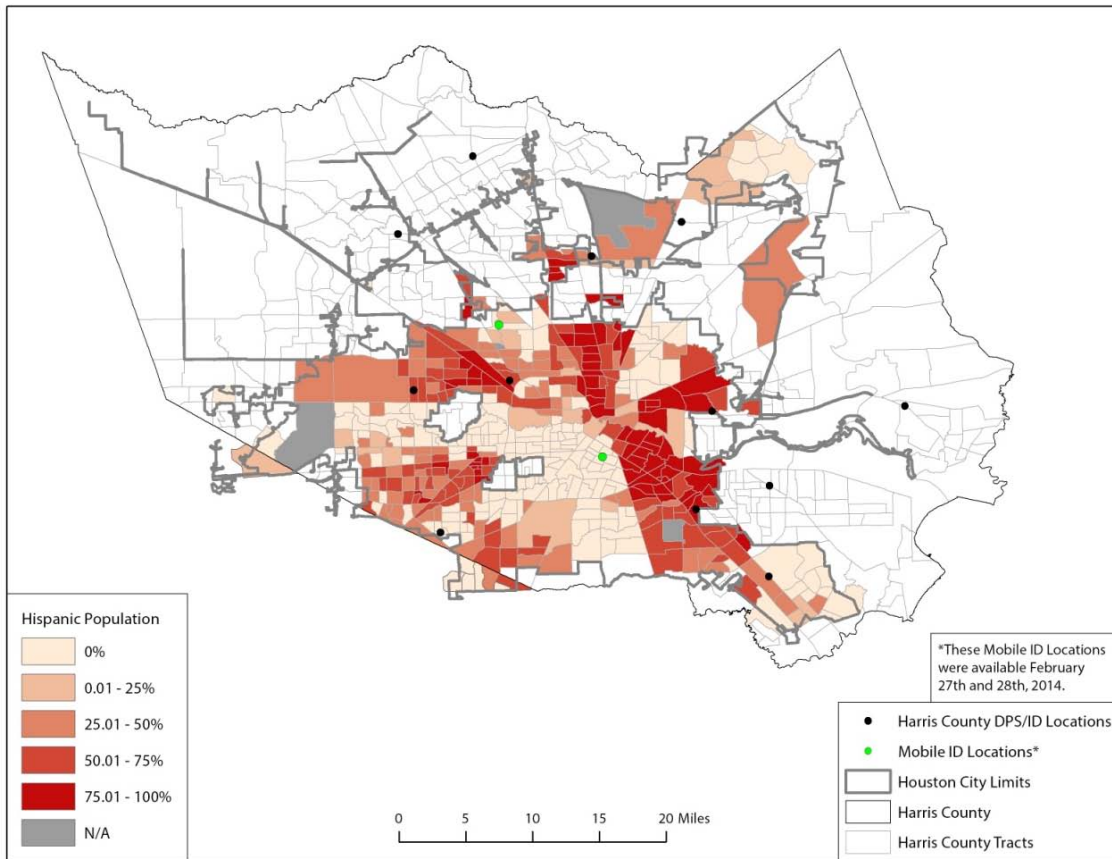 Hispanic Population
0%
0.01 - 25%
25.01 - 50%
50.01 - 75%
75.01 - 100%
N/A
0 5 10 15 20 Miles
*These Mobile ID Locations
were available February
27th and 28th, 2014.
Harris County DPS/ID Locations
Mobile ID Locations*
Houston City Limits
Harris County
Harris County Tracts